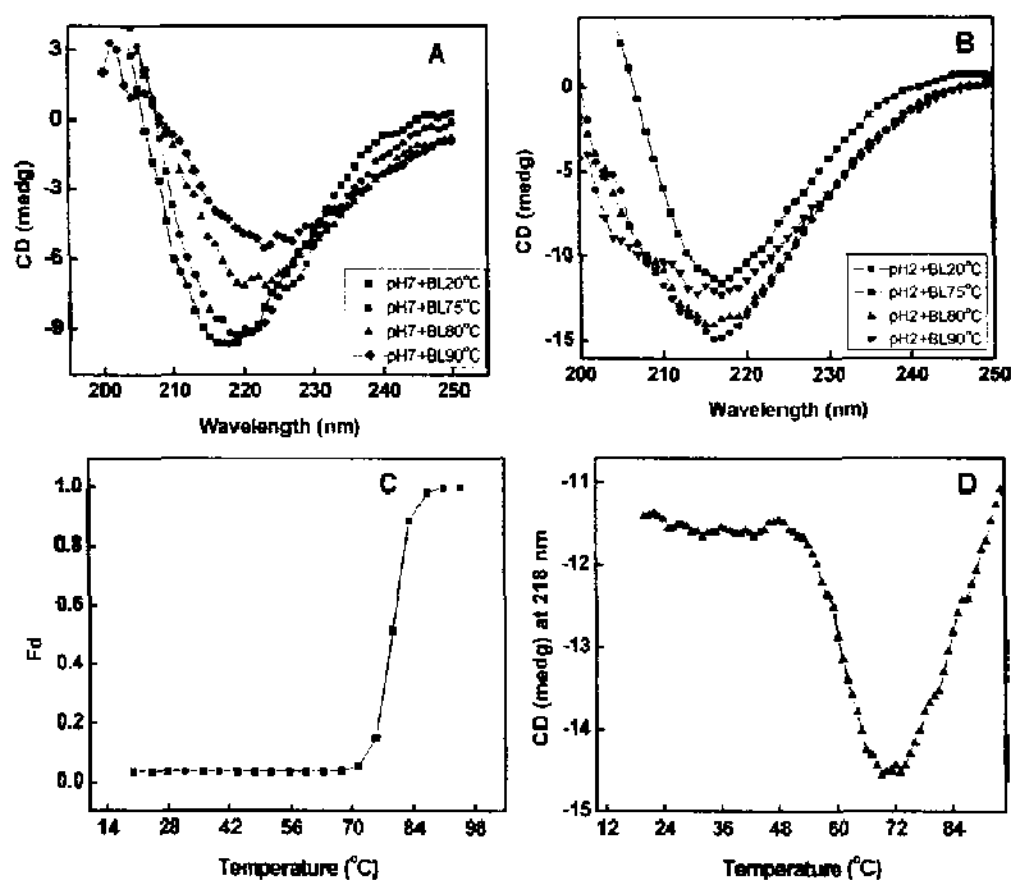 A
3
0
-3
-6
-9
CD (medg)
pH7+BL20°C
pH7+BL75°C
pH7+BL80°C
pH7+BL90°C
200 210 220 230 240 250
Wavelength (nm)
B
0
-5
-10
-15
CD (medg)
pH2+BL20°C
pH2+BL75°C
pH2+BL80°C
pH2+BL90°C
200 210 220 230 240 250
Wavelength (nm)
C
1.0
0.8
0.6
0.4
0.2
0.0
Fd
14 28 42 56 70 84 98
Temperature (°C)
D
-11
-12
-13
-14
-15
CD (medg) at 218 nm
12 24 36 48 60 72 84
Temperature (°C)